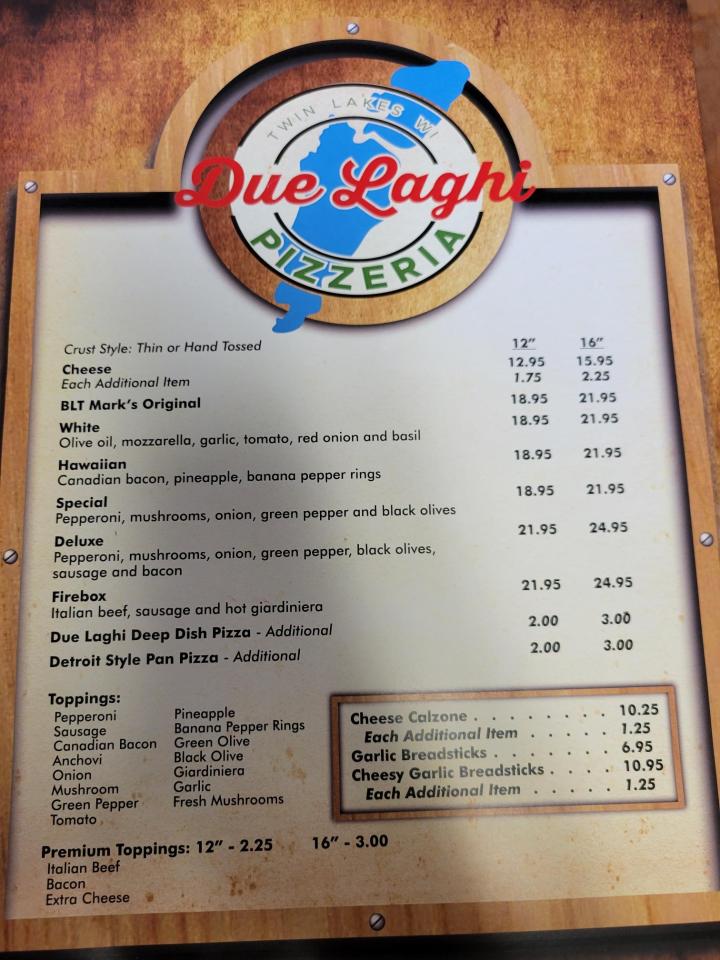 TWIN LAKES WI
Due Laghi
PIZZERIA
Crust Style: Thin or Hand Tossed 12" 16"
Cheese 12.95 15.95
Each Additional Item 1.75 2.25
BLT Mark's Original 18.95 21.95
White 18.95 21.95
Olive oil, mozzarella, garlic, tomato, red onion and basil
Hawaiian 18.95 21.95
Canadian bacon, pineapple, banana pepper rings
Special 18.95 21.95
Pepperoni, mushrooms, onion, green pepper and black olives
Deluxe 21.95 24.95
Pepperoni, mushrooms, onion, green pepper, black olives,
sausage and bacon
Firebox 21.95 24.95
Italian beef, sausage and hot giardiniera
Due Laghi Deep Dish Pizza - Additional 2.00 3.00
Detroit Style Pan Pizza - Additional 2.00 3.00
Toppings:
Pepperoni
Sausage
Canadian Bacon
Anchovi
Onion
Mushroom
Green Pepper
Tomato
Pineapple
Banana Pepper Rings
Green Olive
Black Olive
Giardiniera
Garlic
Fresh Mushrooms
Cheese Calzone . . . . . . . . 10.25
Each Additional Item . . . . . 1.25
Garlic Breadsticks . . . . . . . 6.95
Cheesy Garlic Breadsticks . . . . 10.95
Each Additional Item . . . . . 1.25
Premium Toppings: 12" - 2.25 16" - 3.00
Italian Beef
Bacon
Extra Cheese